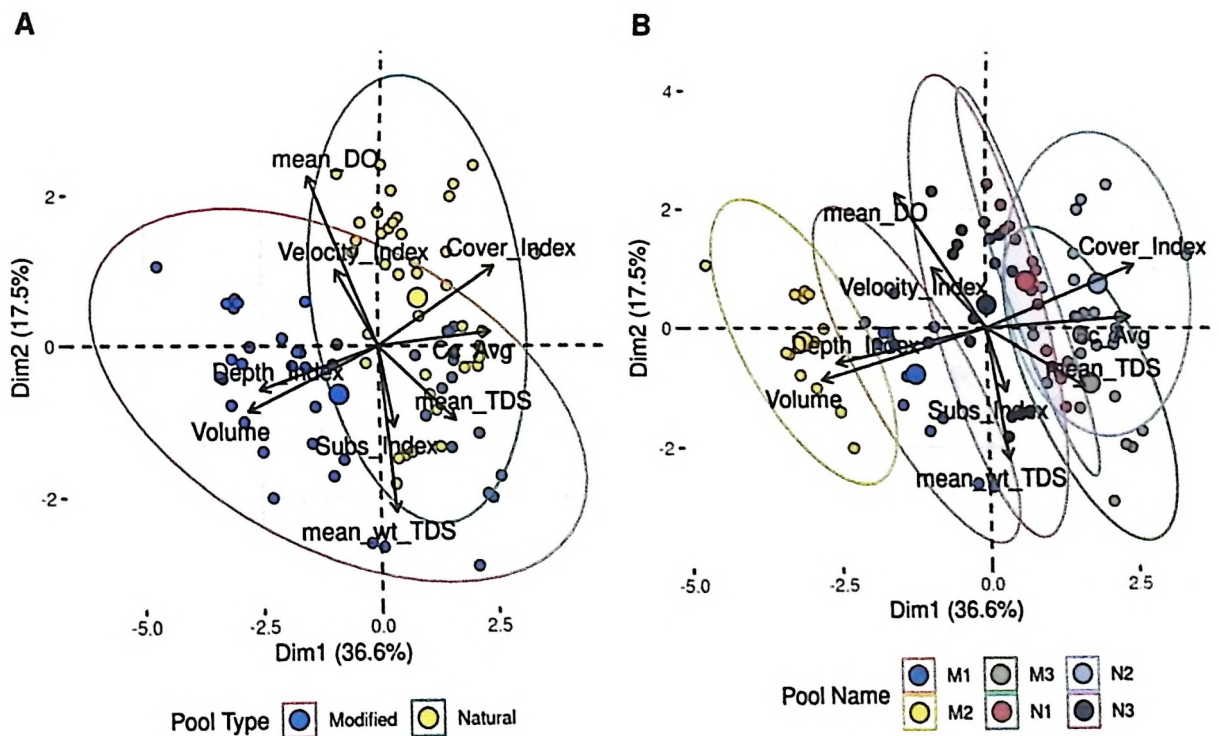 A
mean_DO
Velocity_Index
Cover_Index
Cc_Avg
Depth_Index
mean_TDS
Volume
Subs_Index
mean_wt_TDS
Dim2 (17.5%)
2
0
-2
-5.0
-2.5
0.0
2.5
Dim1 (36.6%)
Pool Type
Modified
Natural
B
mean_DO
Velocity_Index
Cover_Index
Cc_Avg
Depth_Index
mean_TDS
Volume
Subs_Index
mean_wt_TDS
Dim2 (17.5%)
4
2
0
-2
-5.0
-2.5
0.0
2.5
Dim1 (36.6%)
Pool Name
M1
M3
N2
M2
N1
N3